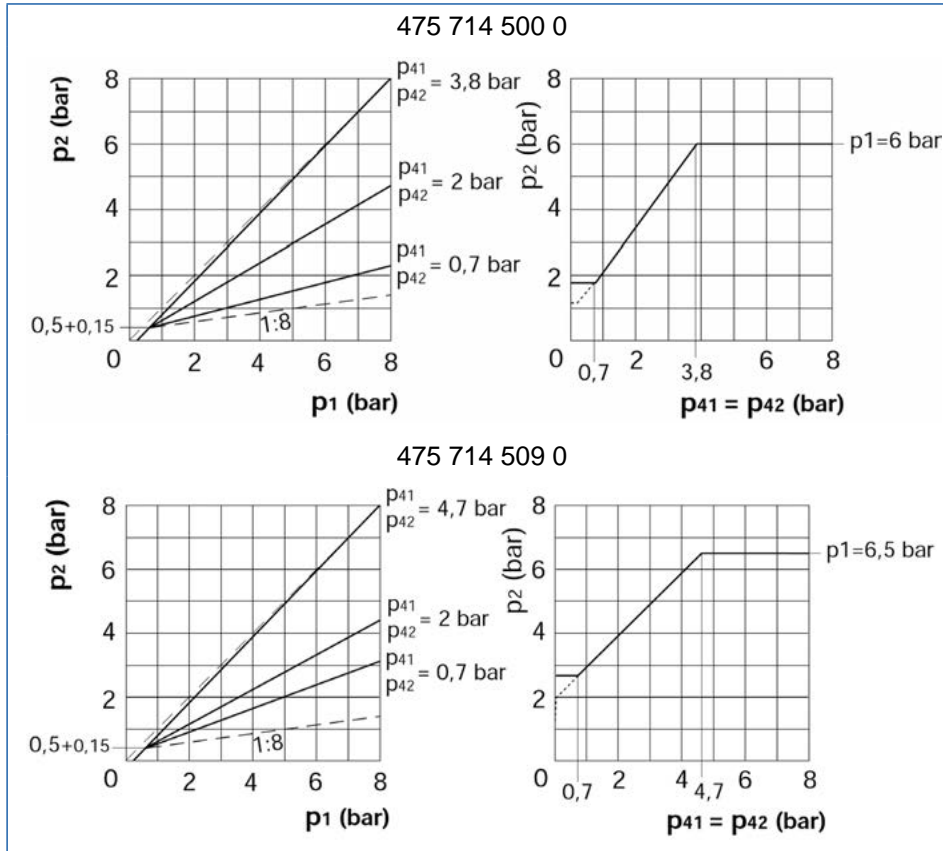 475 714 500 0
p2 (bar)
8
6
4
2
0,5+0,15
0
2
4
6
8
p1 (bar)
p41
p42 = 3,8 bar
p41
p42 = 2 bar
p41
p42 = 0,7 bar
1:8
p2 (bar)
8
6
4
2
0
2
6
8
0,7
3,8
p1=6 bar
p41 = p42 (bar)
475 714 509 0
p2 (bar)
8
6
4
2
0,5+0,15
0
2
4
6
8
p1 (bar)
p41
p42 = 4,7 bar
p41
p42 = 2 bar
p41
p42 = 0,7 bar
1:8
p2 (bar)
8
6
4
2
0
2
4
6
8
0,7
4,7
p1=6,5 bar
p41 = p42 (bar)